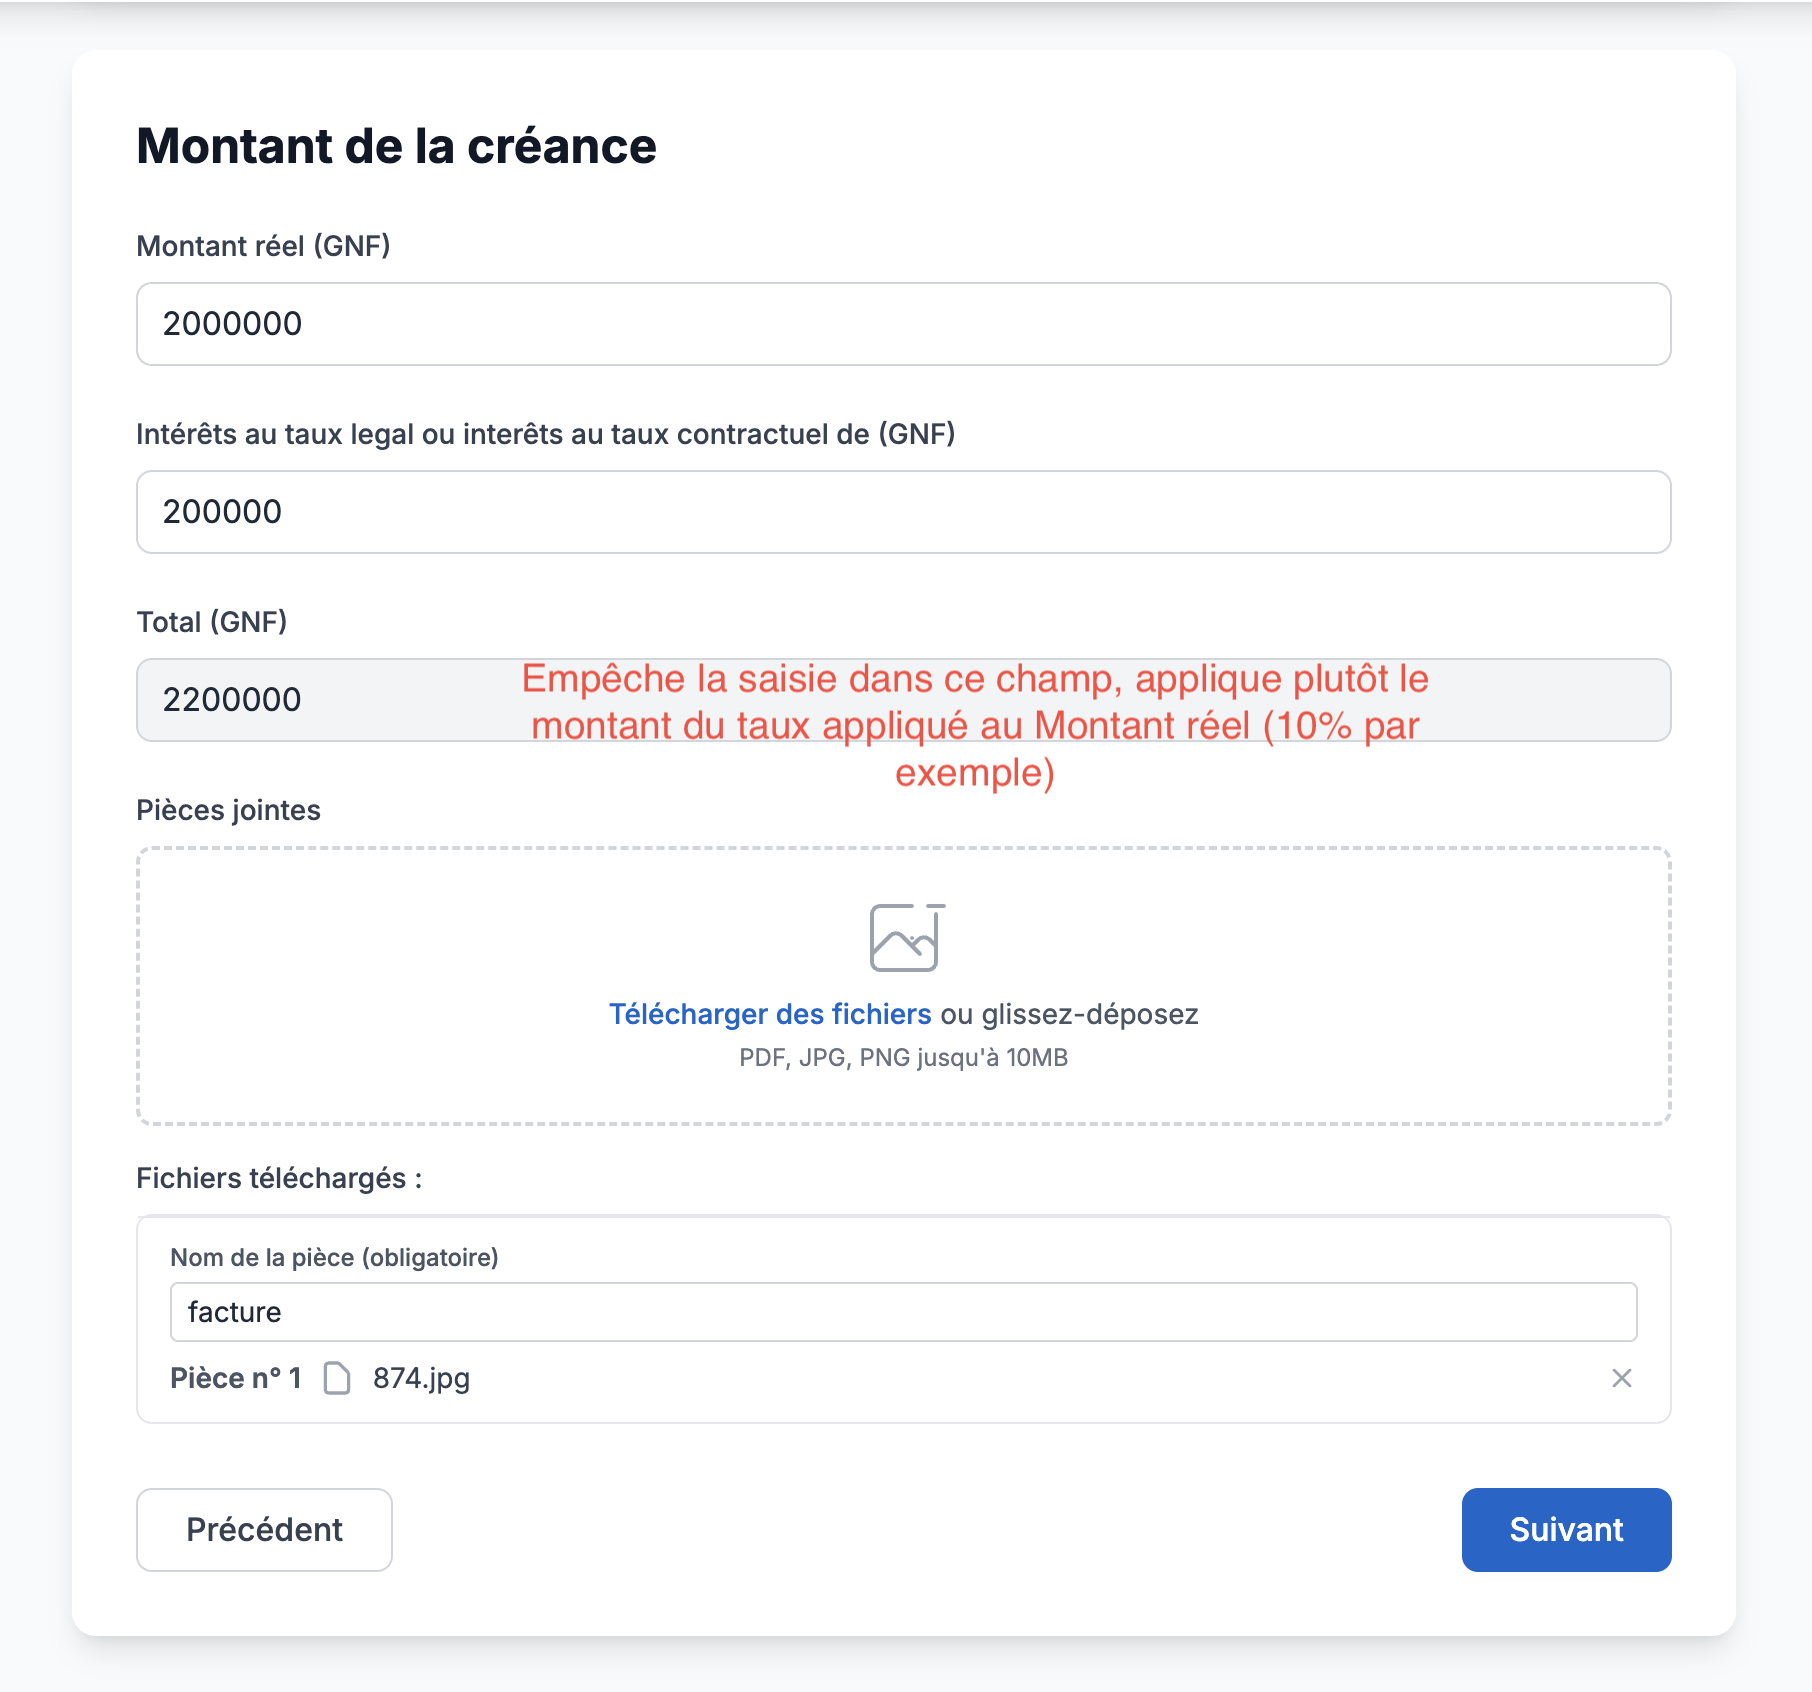 Montant de la créance
Montant réel (GNF)
2000000
Intérêts au taux legal ou interêts au taux contractuel de (GNF)
200000
Total (GNF)
2200000
Empêche la saisie dans ce champ, applique plutôt le
montant du taux appliqué au Montant réel (10% par
exemple)
Pièces jointes
Télécharger des fichiers ou glissez-déposez
PDF, JPG, PNG jusqu'à 10MB
Fichiers téléchargés :
Nom de la pièce (obligatoire)
facture
Pièce n° 1 874.jpg
Précédent
Suivant